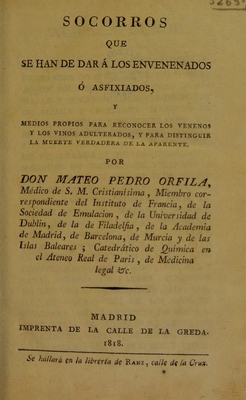 SOCORROS
QUE
SE HAN DE DAR Á LOS ENVENENADOS
Ó ASFIXIADOS,
Y
MEDIOS PROPIOS PARA RECONOCER LOS VENENOS
Y LOS VINOS ADULTERADOS, Y PARA DISTINGUIR
LA MUERTE VERDADERA DE LA APARENTE.
POR
DON MATEO PEDRO ORFILA,
Médico de S. M. Cristianísima, Miembro cor-
respondiente del Instituto de Francia, de la
Sociedad de Emulacion, de la Universidad de
Dublin, de la de Filadelfia, de la Academia
de Madrid, de Barcelona, de Murcia y de las
Islas Baleares; Catedrático de Química en
el Ateneo Real de Paris, de Medicina
legal &c.
MADRID
IMPRENTA DE LA CALLE DE LA GREDA.
1818.
Se hallará en la librería de RANZ, calle de la Cruz.